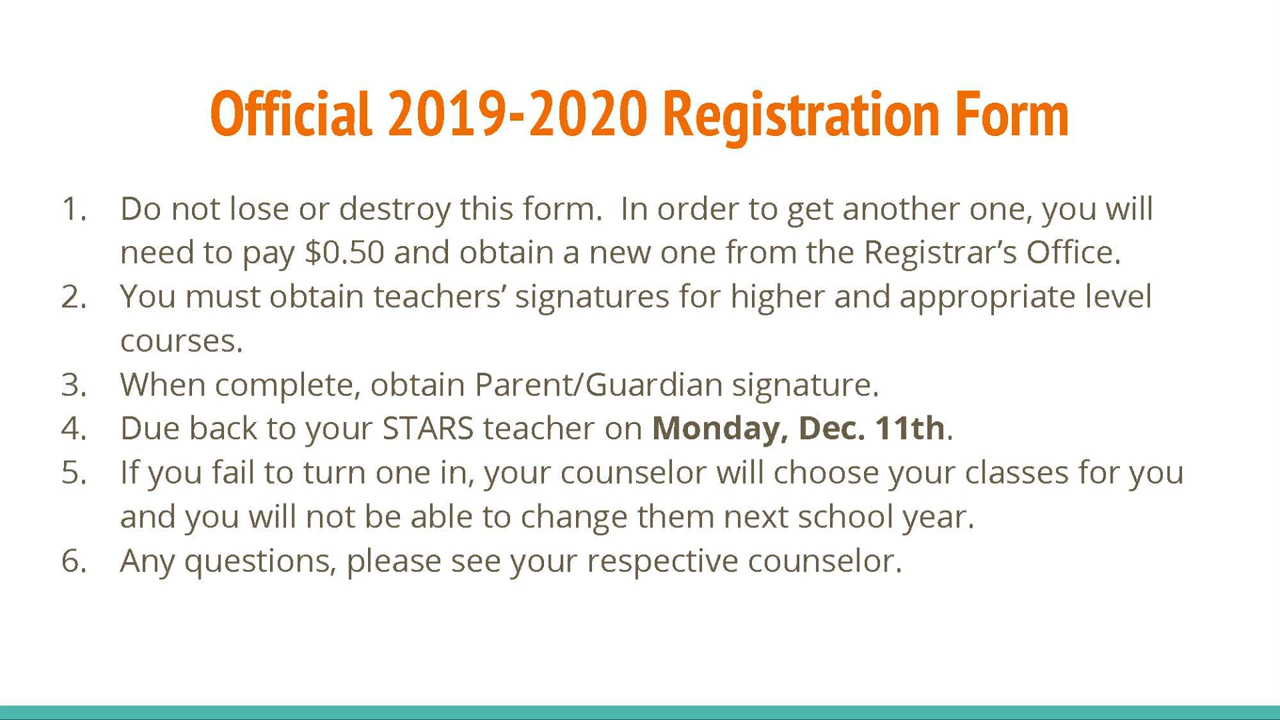 Official 2019-2020 Registration Form
1. Do not lose or destroy this form.  In order to get another one, you will
need to pay $0.50 and obtain a new one from the Registrar’s Office.
2. You must obtain teachers’ signatures for higher and appropriate level
courses.
3. When complete, obtain Parent/Guardian signature.
4. Due back to your STARS teacher on Monday, Dec. 11th.
5. If you fail to turn one in, your counselor will choose your classes for you
and you will not be able to change them next school year.
6. Any questions, please see your respective counselor.